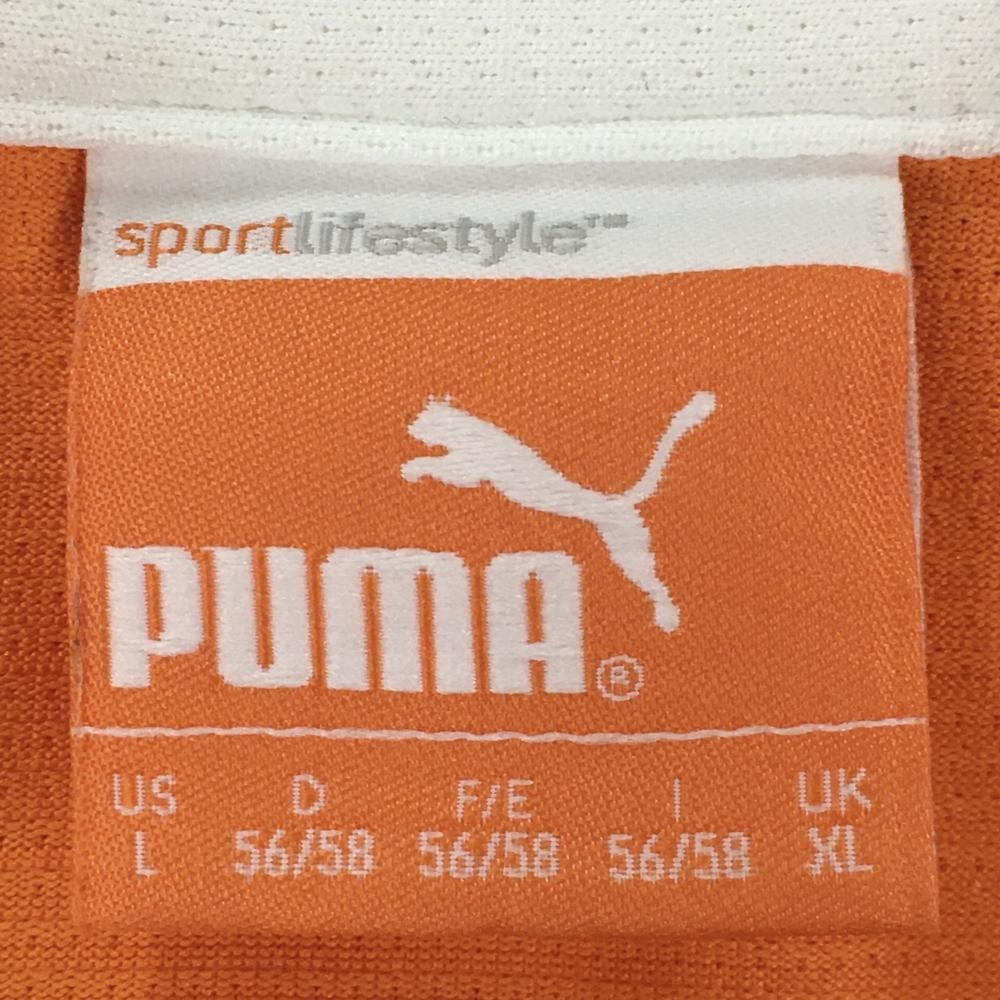 sportlifestyle™
PUMA®
US D F/E I UK
L 56/58 56/58 56/58 XL